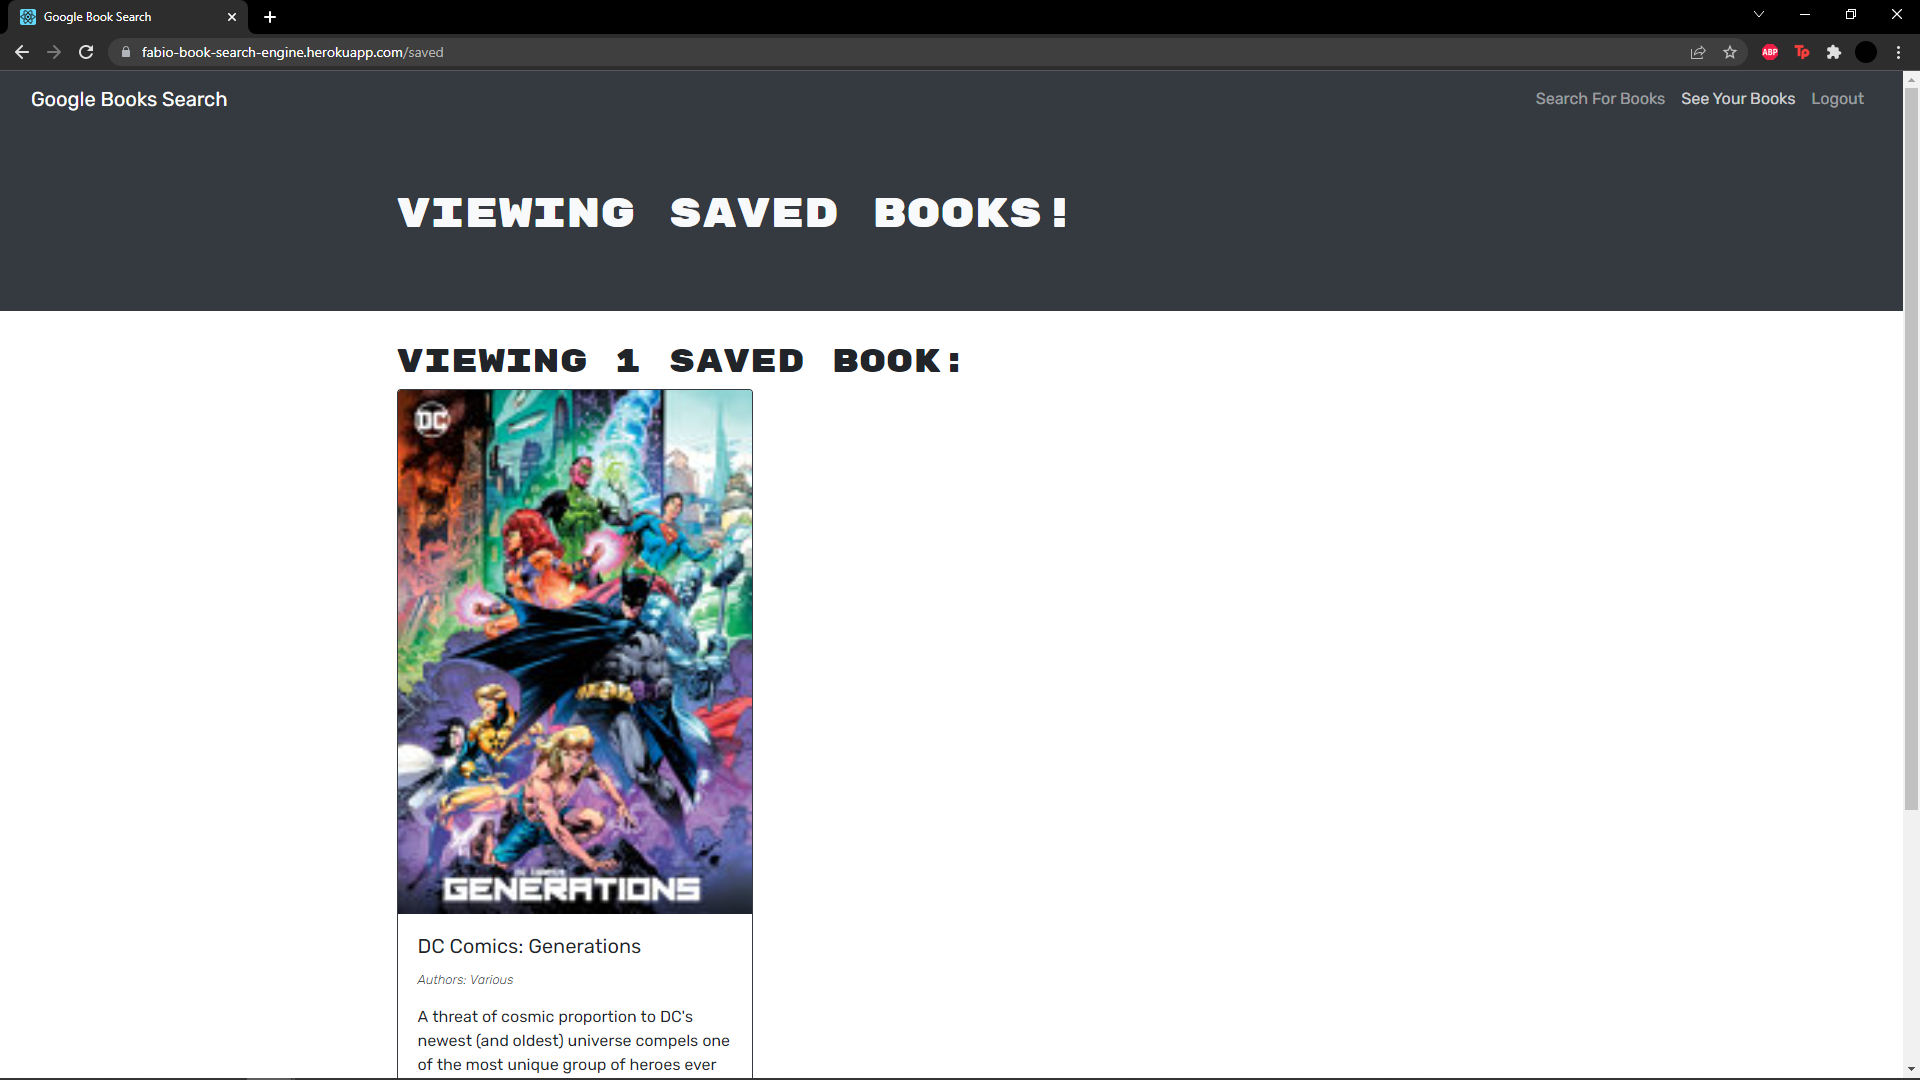 Google Book Search
fabio-book-search-engine.herokuapp.com/saved
ABP
Tp
Google Books Search
Search For Books
See Your Books
Logout
VIEWING SAVED BOOKS!
VIEWING 1 SAVED BOOK:
DC
DC COMICS
GENERATIONS
DC Comics: Generations
Authors: Various
A threat of cosmic proportion to DC's
newest (and oldest) universe compels one
of the most unique group of heroes ever